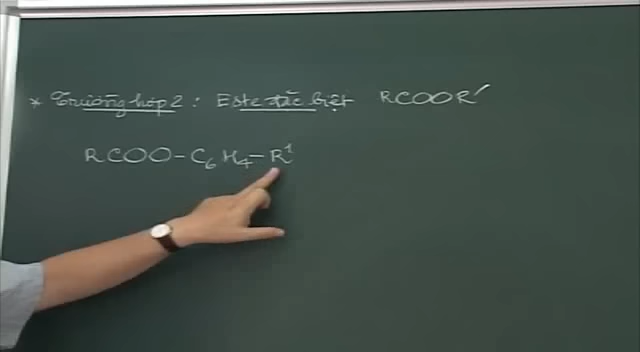 * Trường hợp 2 : Este đặc biệt RCOOR'
RCOO-C₆H₄-R¹